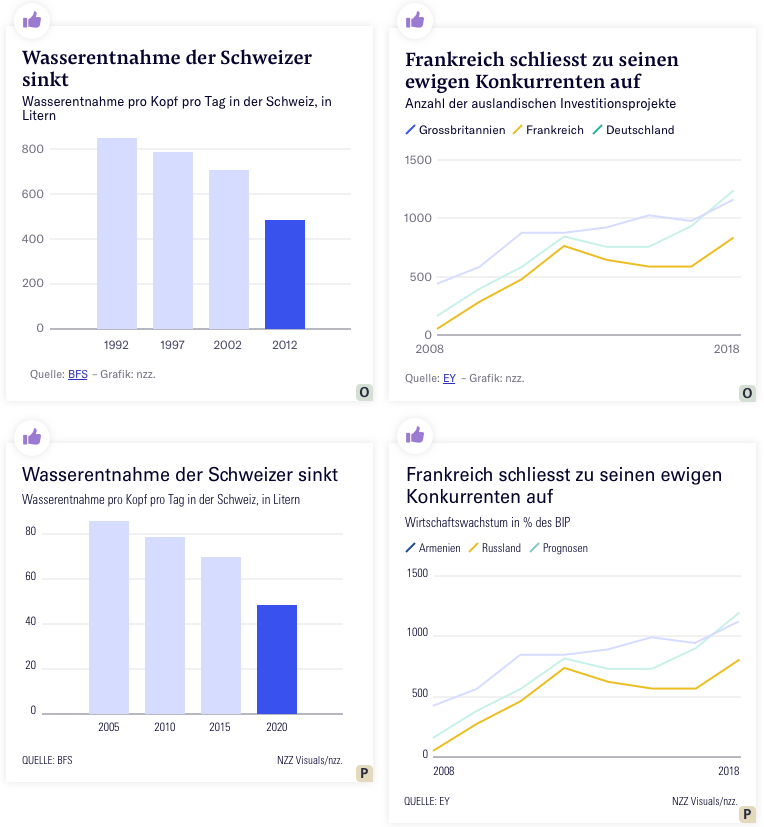 Wasserentnahme der Schweizer
sinkt
Wasserentnahme pro Kopf pro Tag in der Schweiz, in
Litern
800
600
400
200
0
1992 1997 2002 2012
Quelle: BFS – Grafik: nzz.
O
Frankreich schliesst zu seinen
ewigen Konkurrenten auf
Anzahl der auslandischen Investitionsprojekte
Grossbritannien Frankreich Deutschland
1500
1000
500
0
2008 2018
Quelle: EY – Grafik: nzz.
O
Wasserentnahme der Schweizer sinkt
Wasserentnahme pro Kopf pro Tag in der Schweiz, in Litern
80
60
40
20
0
2005 2010 2015 2020
QUELLE: BFS NZZ Visuals/nzz.
P
Frankreich schliesst zu seinen ewigen
Konkurrenten auf
Wirtschaftswachstum in % des BIP
Armenien Russland Prognosen
1500
1000
500
0
2008 2018
QUELLE: EY NZZ Visuals/nzz.
P